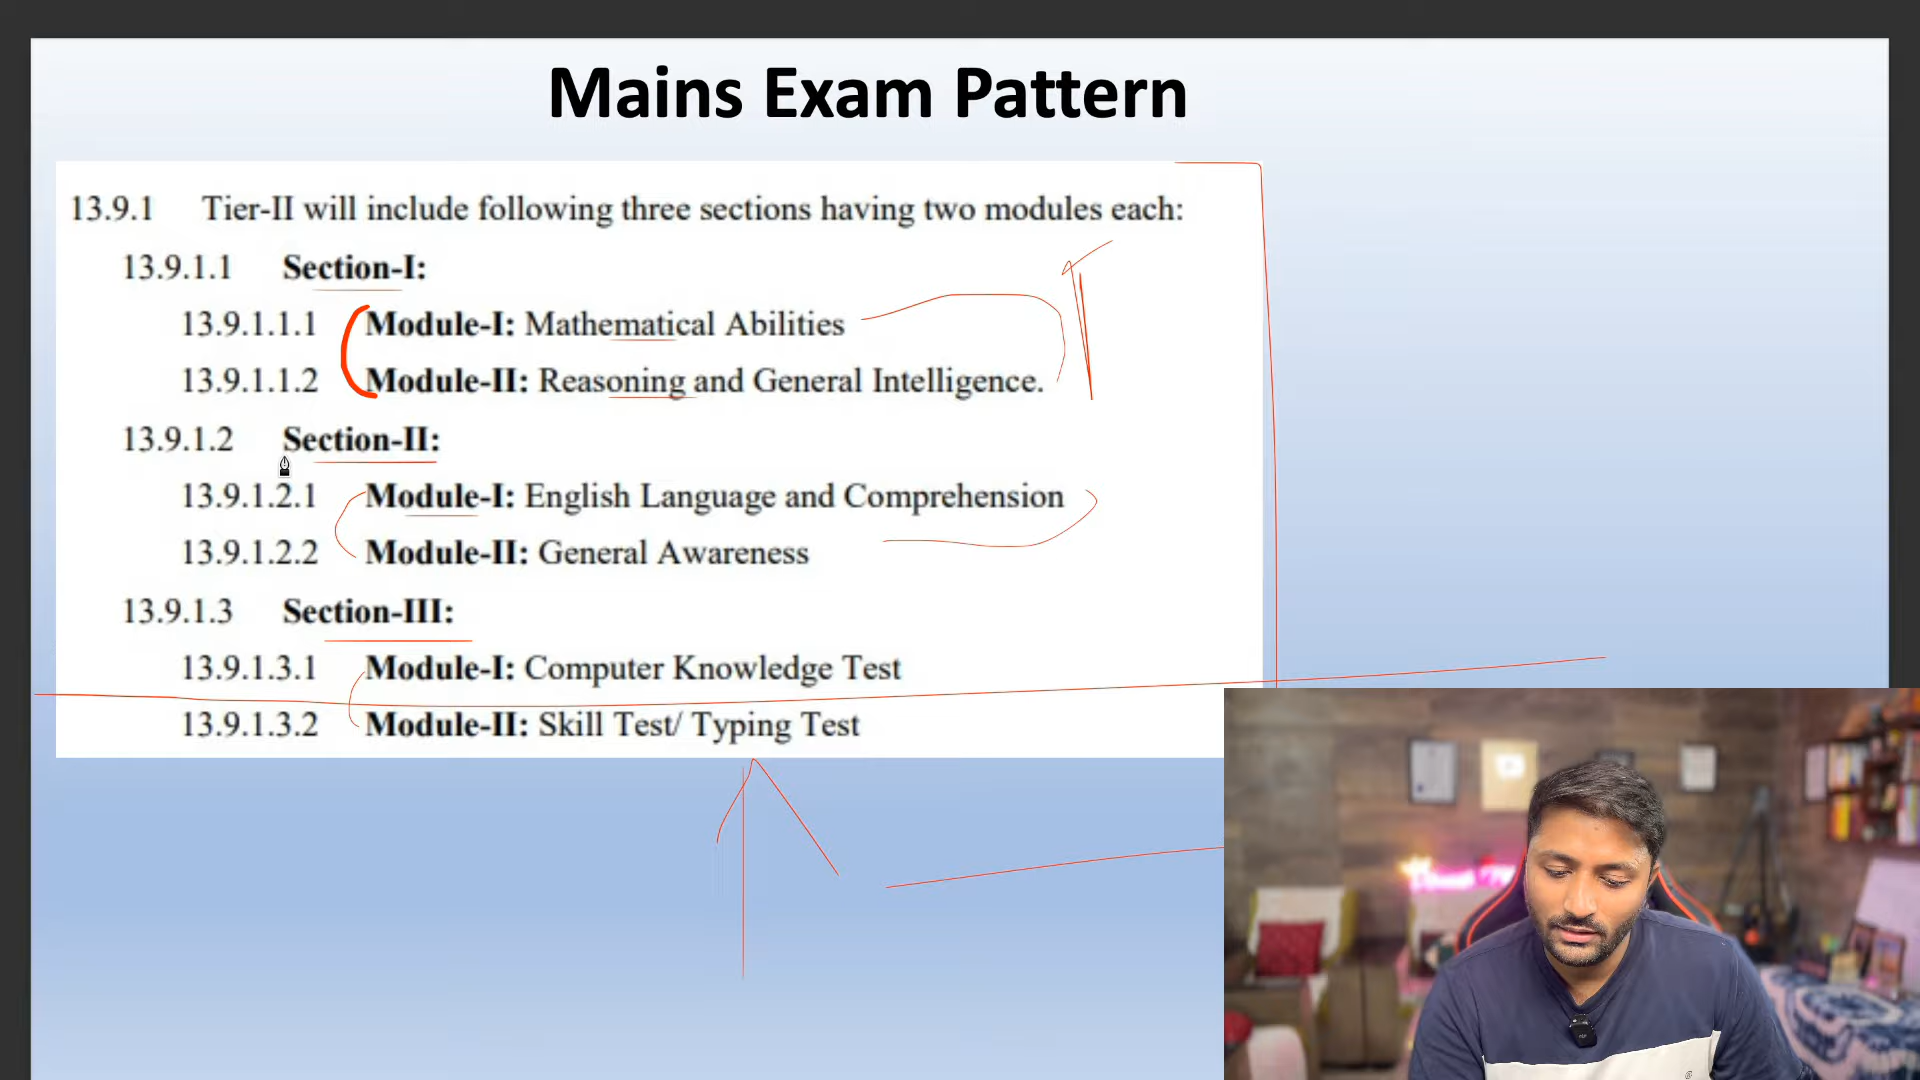 Mains Exam Pattern
13.9.1 Tier-II will include following three sections having two modules each:
13.9.1.1 Section-I:
13.9.1.1.1 Module-I: Mathematical Abilities
13.9.1.1.2 Module-II: Reasoning and General Intelligence.
13.9.1.2 Section-II:
13.9.1.2.1 Module-I: English Language and Comprehension
13.9.1.2.2 Module-II: General Awareness
13.9.1.3 Section-III:
13.9.1.3.1 Module-I: Computer Knowledge Test
13.9.1.3.2 Module-II: Skill Test/ Typing Test